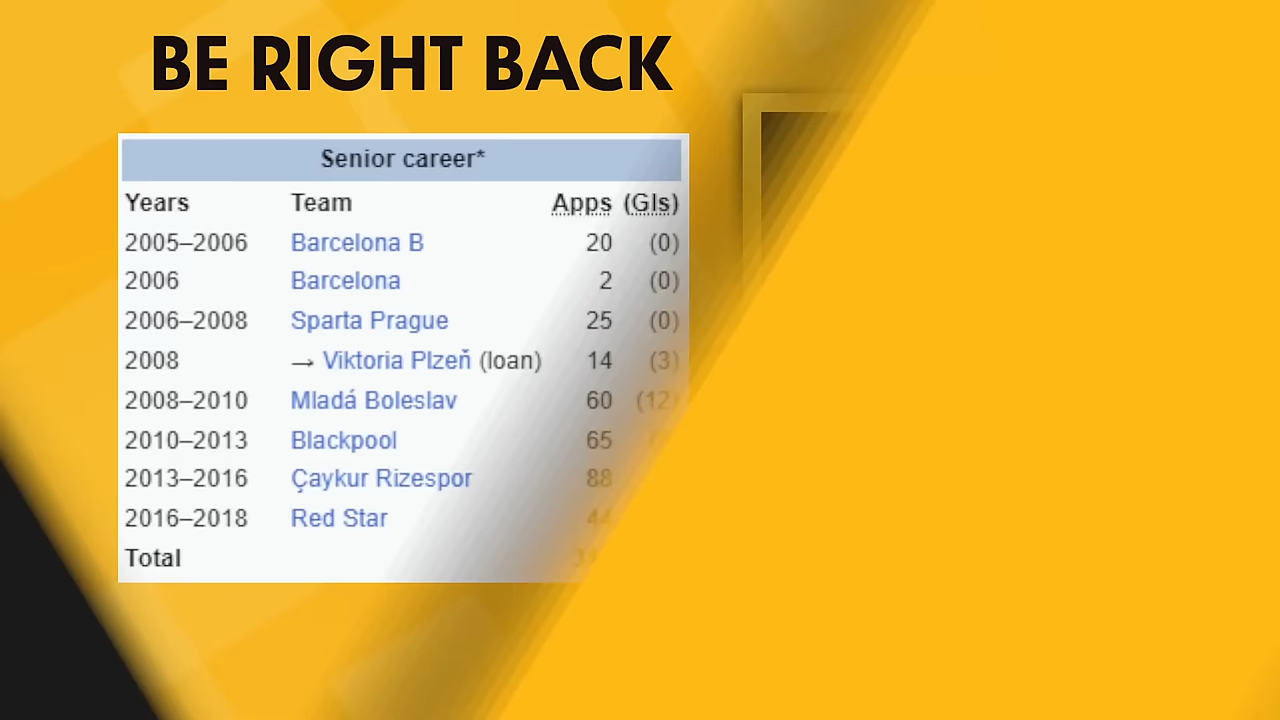 BE RIGHT BACK
Senior career*
Years Team Apps (Gls)
2005–2006 Barcelona B 20 (0)
2006 Barcelona 2 (0)
2006–2008 Sparta Prague 25 (0)
2008 → Viktoria Plzeň (loan) 14 (3)
2008–2010 Mladá Boleslav 60 (12)
2010–2013 Blackpool 65
2013–2016 Çaykur Rizespor 88
2016–2018 Red Star 44
Total